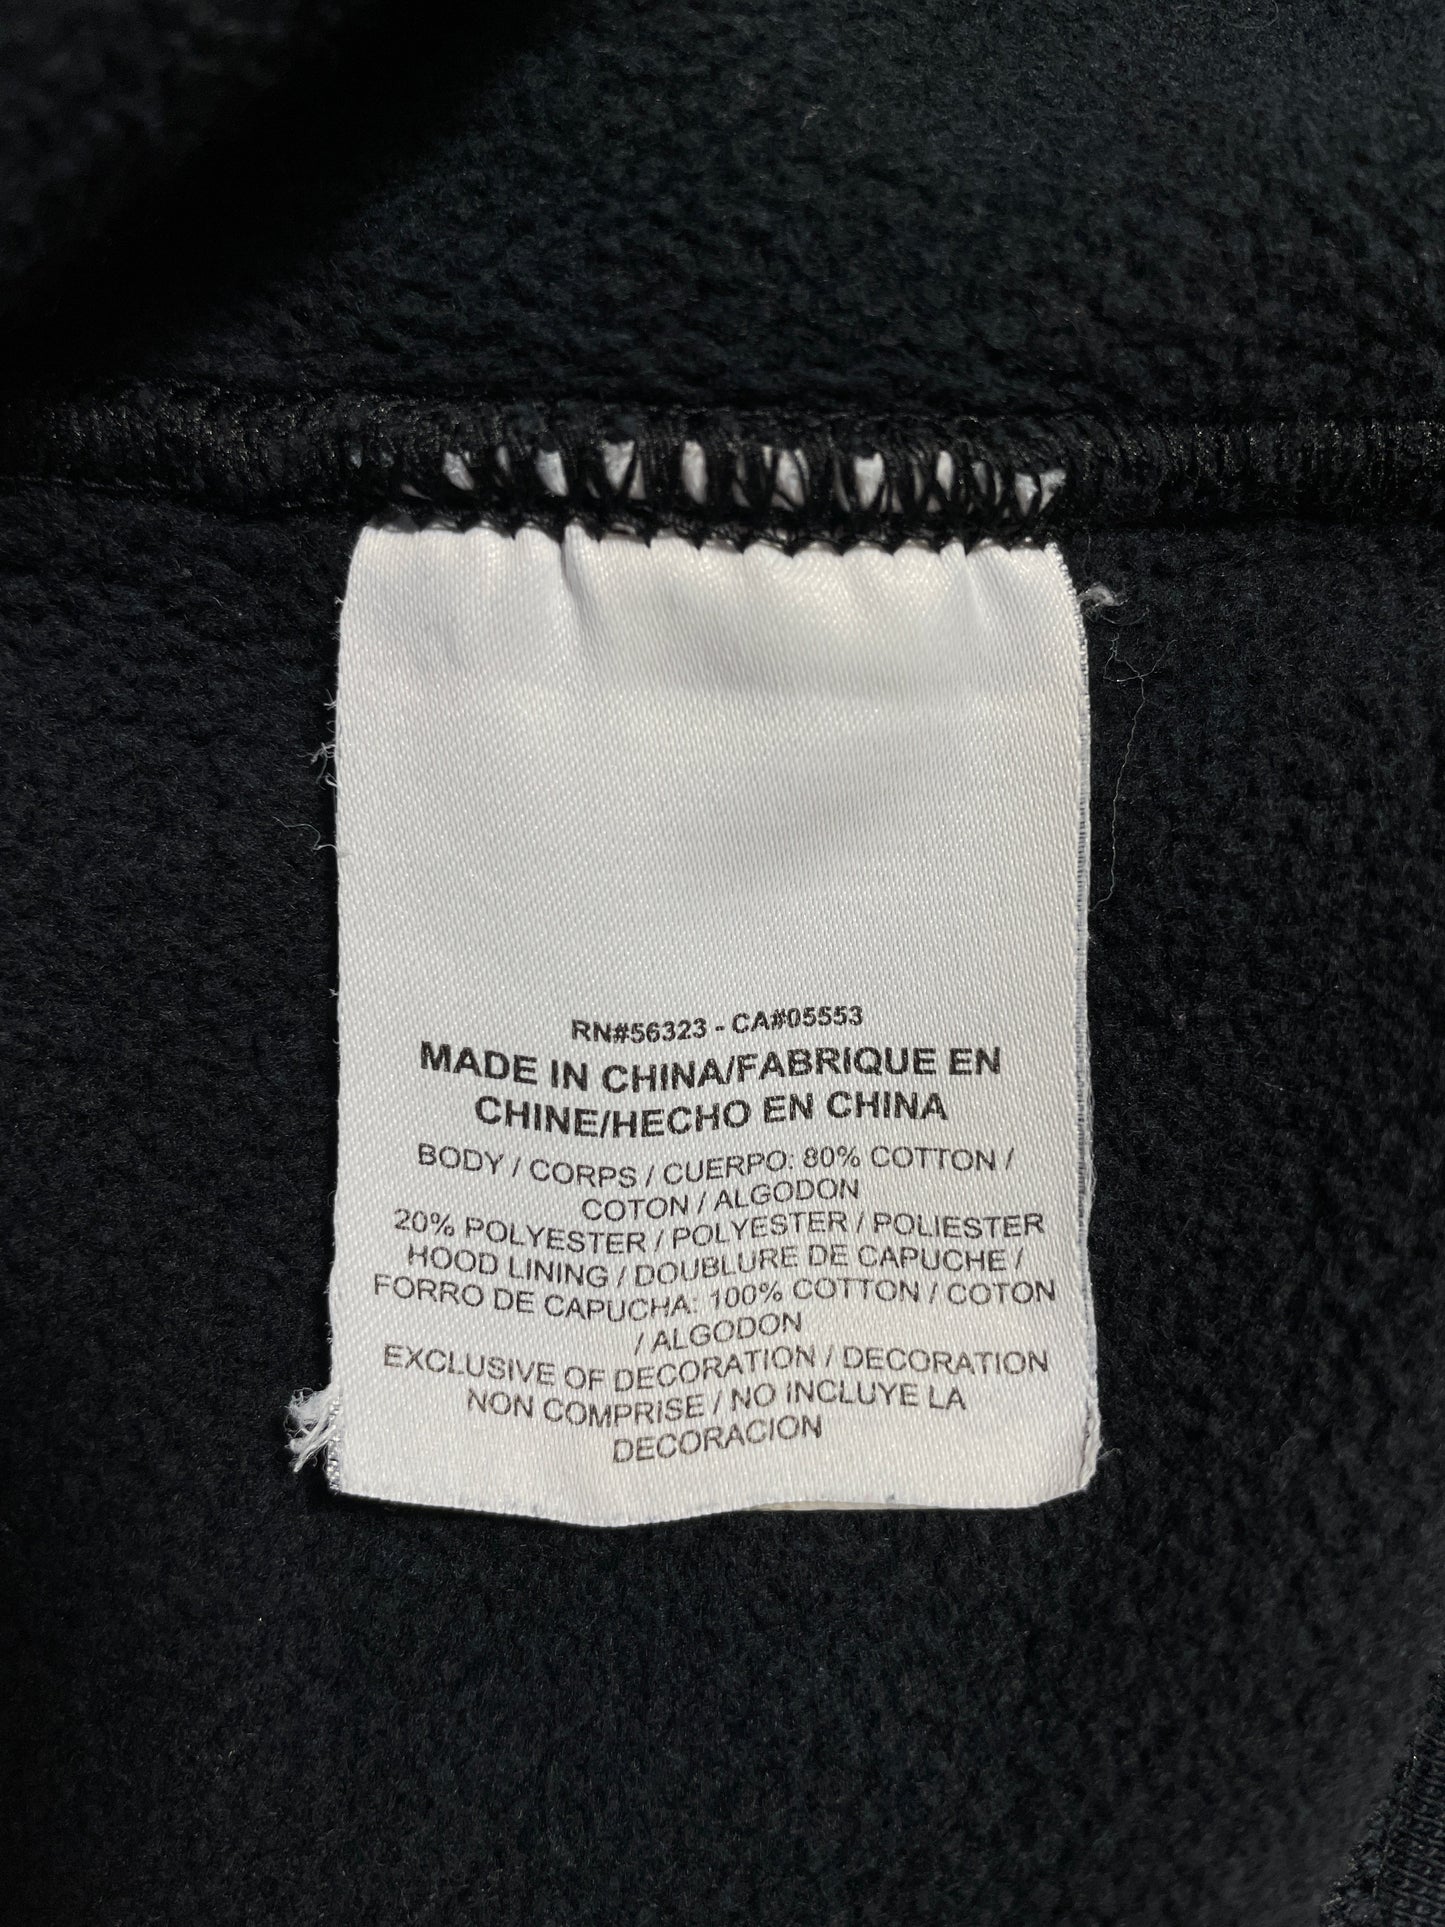 RN#56323 - CA#05553
MADE IN CHINA/FABRIQUE EN
CHINE/HECHO EN CHINA
BODY / CORPS / CUERPO: 80% COTTON /
COTON / ALGODON
20% POLYESTER / POLYESTER / POLIESTER
HOOD LINING / DOUBLURE DE CAPUCHE /
FORRO DE CAPUCHA: 100% COTTON / COTON
/ ALGODON
EXCLUSIVE OF DECORATION / DECORATION
NON COMPRISE / NO INCLUYE LA
DECORACION